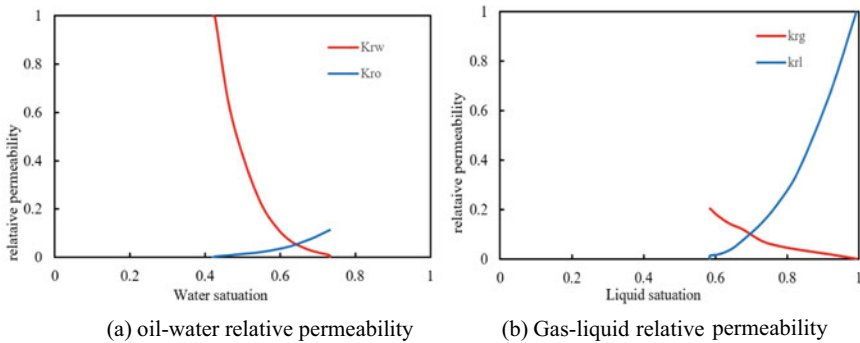 1
0.8
0.6
0.4
0.2
0
relataive permeability
Krw
Kro
0
0.2
0.4
0.6
0.8
1
Water satuation
(a) oil-water relative permeability
1
0.8
0.6
0.4
0.2
0
relataive permeability
krg
krl
0
0.2
0.4
0.6
0.8
1
Liquid satuation
(b) Gas-liquid relative permeability